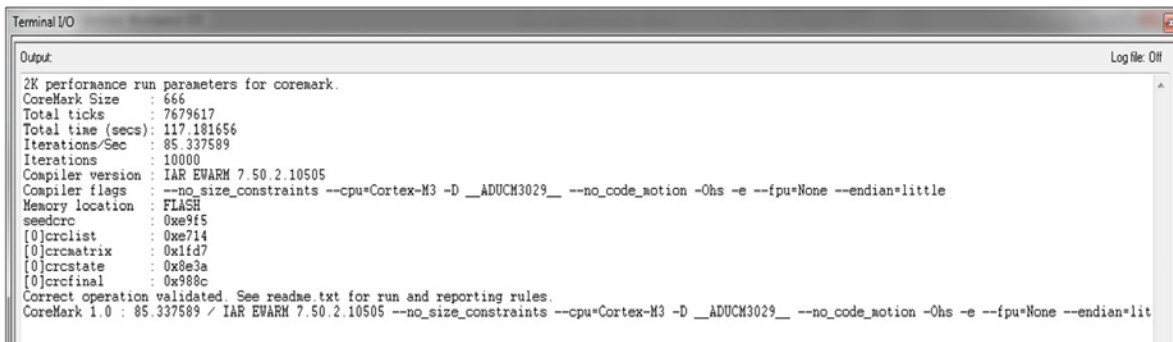 Terminal I/O
Output: Log file: Off
2K performance run parameters for coremark.
CoreMark Size : 666
Total ticks : 7679617
Total time (secs): 117.181656
Iterations/Sec : 85.337589
Iterations : 10000
Compiler version : IAR EWARM 7.50.2.10505
Compiler flags : --no_size_constraints --cpu=Cortex-M3 -D __ADUCM3029__ --no_code_motion -Ohs -e --fpu=None --endian=little
Memory location : FLASH
seedcrc : 0xe9f5
[0]crclist : 0xe714
[0]crcmatrix : 0x1fd7
[0]crcstate : 0x8e3a
[0]crcfinal : 0x988c
Correct operation validated. See readme.txt for run and reporting rules.
CoreMark 1.0 : 85.337589 / IAR EWARM 7.50.2.10505 --no_size_constraints --cpu=Cortex-M3 -D __ADUCM3029__ --no_code_motion -Ohs -e --fpu=None --endian=lit